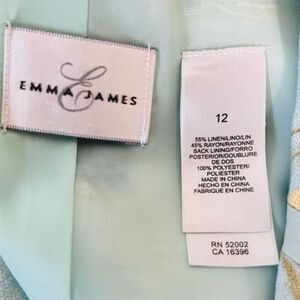 EMMA JAMES
12
55% LINEN/LINO/LIN
45% RAYON/RAYONNE
BACK LINING/FORRO
POSTERIOR/DOUBLURE
DE DOS
100% POLYESTER/
POLIESTER
MADE IN CHINA
HECHO EN CHINA
FABRIQUE EN CHINE
RN 52002
CA 16396